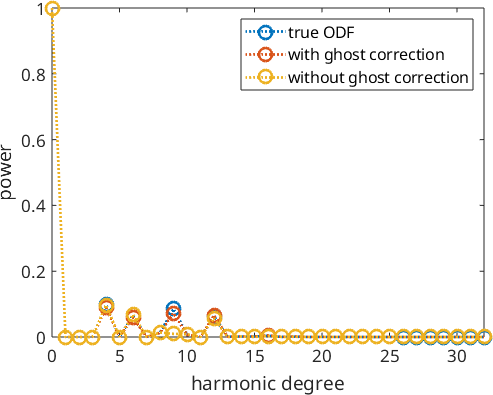 true ODF
with ghost correction
without ghost correction
1
0.8
0.6
0.4
0.2
0
power
0 5 10 15 20 25 30
harmonic degree